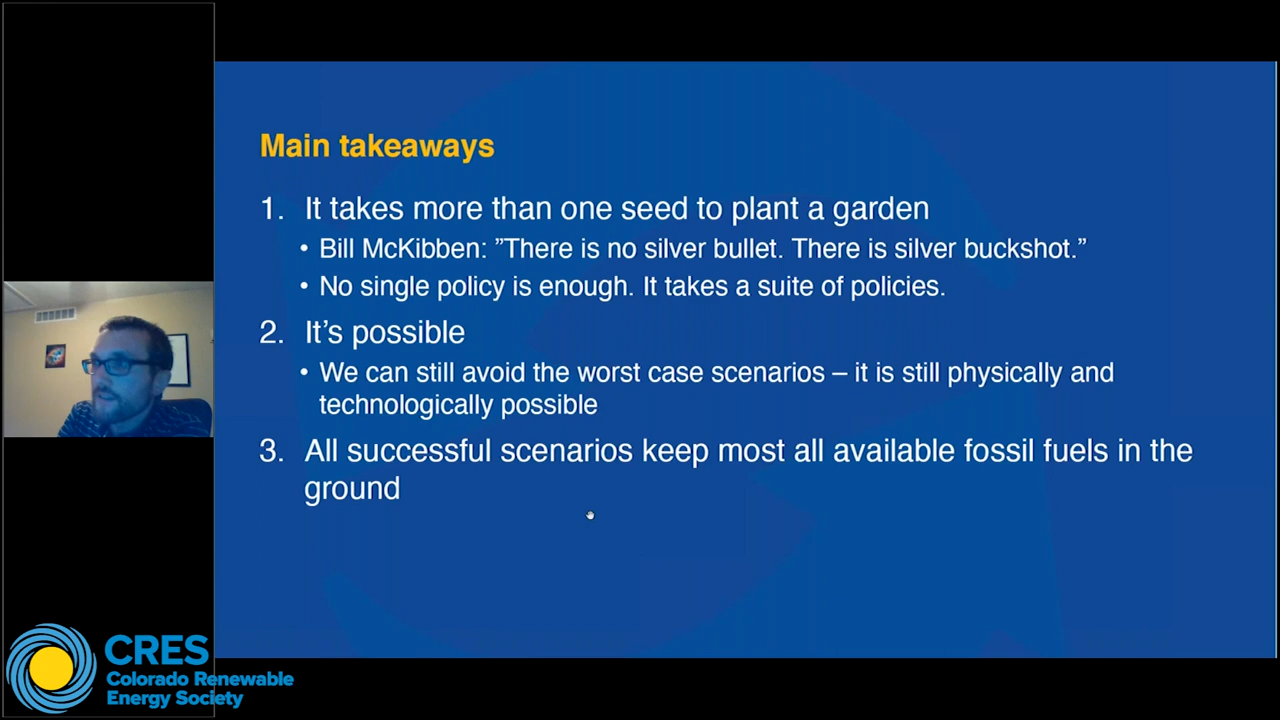 Main takeaways
1. It takes more than one seed to plant a garden
• Bill McKibben: ”There is no silver bullet. There is silver buckshot.”
• No single policy is enough. It takes a suite of policies.
2. It’s possible
• We can still avoid the worst case scenarios – it is still physically and
technologically possible
3. All successful scenarios keep most all available fossil fuels in the
ground
CRES
Colorado Renewable
Energy Society